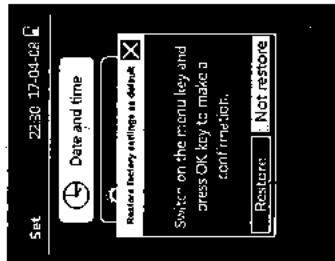 Set 22:30 17-04-08
Date and time
Restore factory settings as default
Switch on the menu key and
press OK key to make a
confirmation.
Restore Not restore